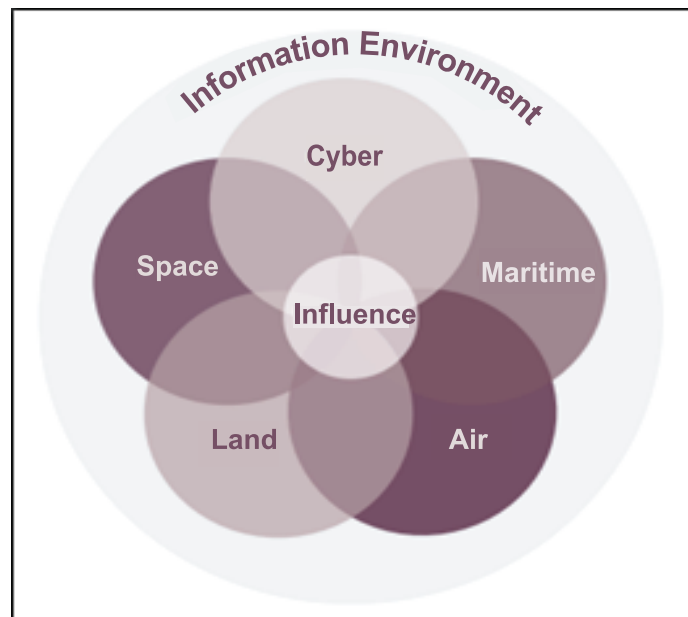 Information Environment
Cyber
Space
Maritime
Influence
Land
Air